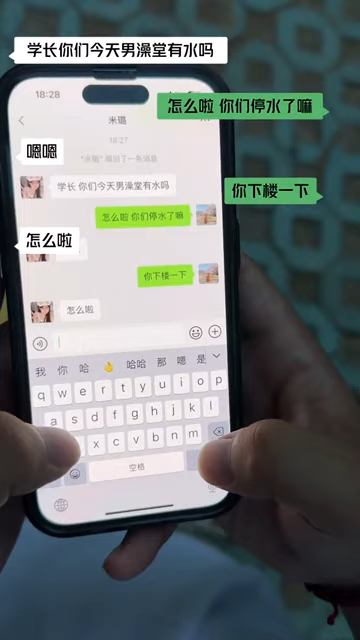 学长你们今天男澡堂有水吗
18:28
怎么啦 你们停水了嘛
米璐
18:27
嗯嗯
"米璐"撤回了一条消息
学长 你们今天男澡堂有水吗
你下楼一下
怎么啦 你们停水了嘛
怎么啦
你下楼一下
怎么啦
我 你 哈 👌 哈哈 那 嗯 是
q w e r t y u i o p
a s d f g h j k l
x c v b n m
空格